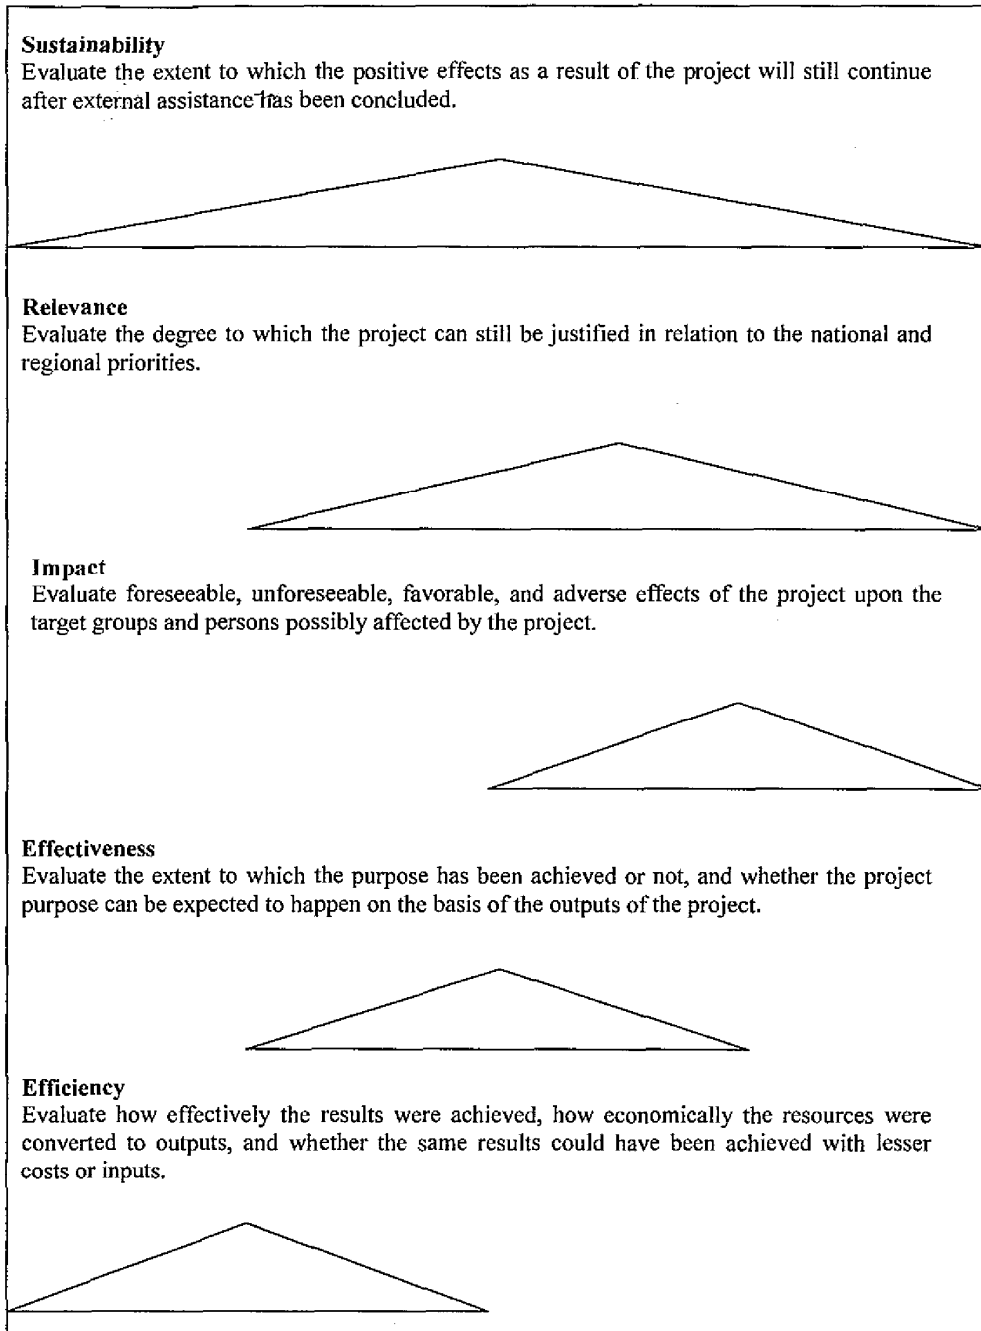 Sustainability
Evaluate the extent to which the positive effects as a result of the project will still continue
after external assistance has been concluded.
Relevance
Evaluate the degree to which the project can still be justified in relation to the national and
regional priorities.
Impact
Evaluate foreseeable, unforeseeable, favorable, and adverse effects of the project upon the
target groups and persons possibly affected by the project.
Effectiveness
Evaluate the extent to which the purpose has been achieved or not, and whether the project
purpose can be expected to happen on the basis of the outputs of the project.
Efficiency
Evaluate how effectively the results were achieved, how economically the resources were
converted to outputs, and whether the same results could have been achieved with lesser
costs or inputs.